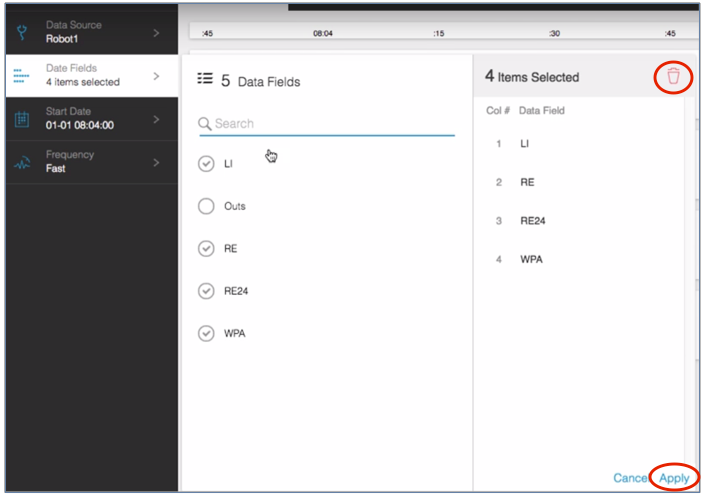 Data Source
Robot1
Date Fields
4 items selected
Start Date
01-01 08:04:00
Frequency
Fast
:45 08:04 :15 :30 :45
5 Data Fields
Search
LI
Outs
RE
RE24
WPA
4 Items Selected
Col # Data Field
1 LI
2 RE
3 RE24
4 WPA
Cancel Apply